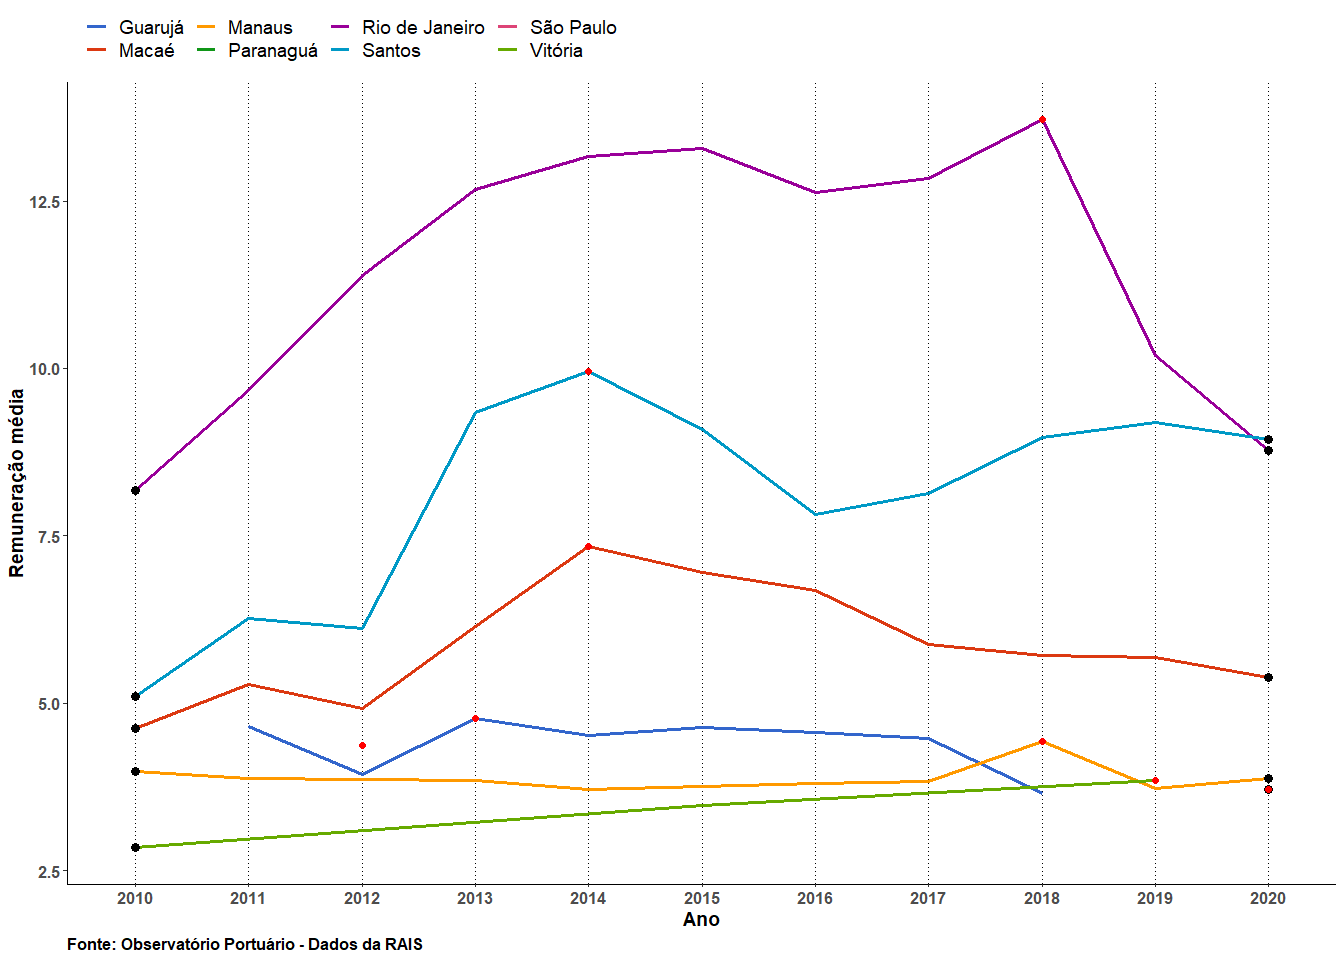 Guarujá Manaus Rio de Janeiro São Paulo
Macaé Paranaguá Santos Vitória
Remuneração média
12.5
10.0
7.5
5.0
2.5
2010 2011 2012 2013 2014 2015 2016 2017 2018 2019 2020
Ano
Fonte: Observatório Portuário - Dados da RAIS